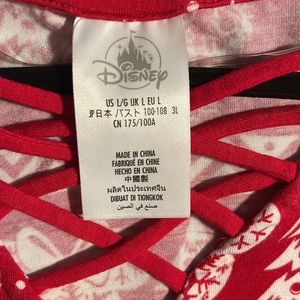 Disney
US L/G UK L EU L
JP日本 バスト 100-108 3L
CN 175/100A
MADE IN CHINA
FABRIQUÉ EN CHINE
HECHO EN CHINA
中國製
ผลิตในประเทศจีน
DIBUAT DI TIONGKOK
صنع في الصين